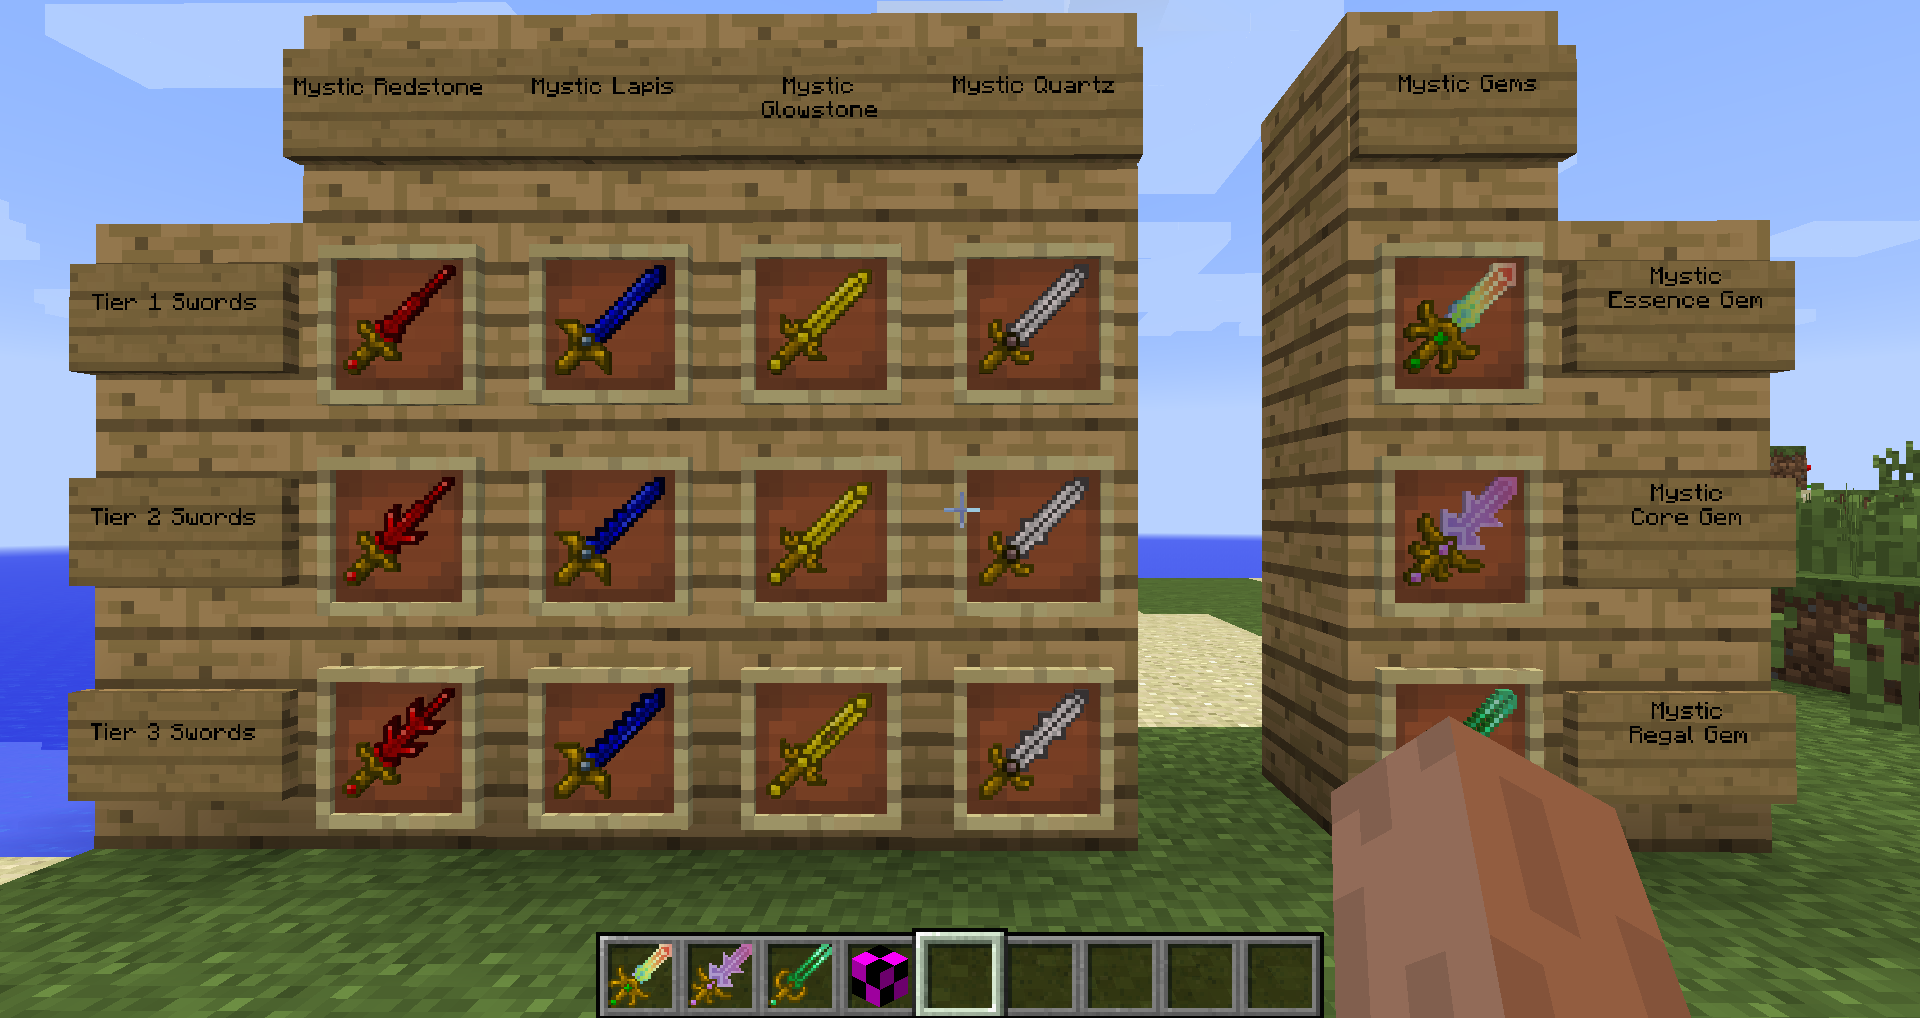 Mystic Redstone
Mystic Lapis
Mystic
Glowstone
Mystic Quartz
Mystic Gems
Tier 1 Swords
Mystic
Essence Gem
Tier 2 Swords
Mystic
Core Gem
Tier 3 Swords
Mystic
Regal Gem